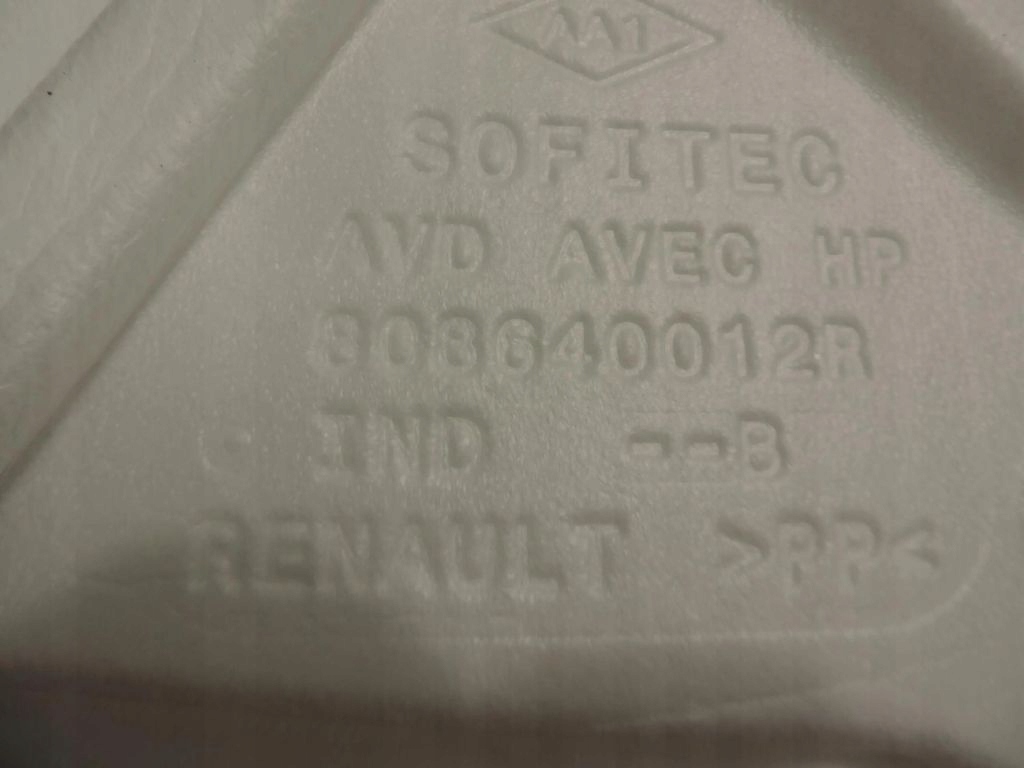 AA1
SOFITEC
AVD AVEC HP
808640012R
IND --B
RENAULT >PP<